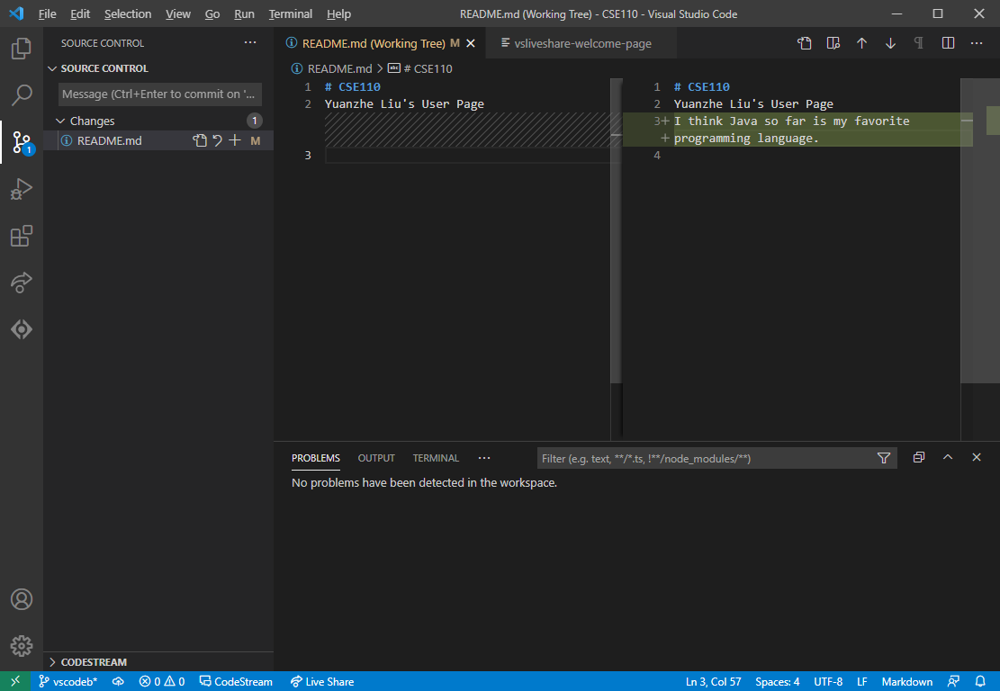 File Edit Selection View Go Run Terminal Help README.md (Working Tree) - CSE110 - Visual Studio Code
SOURCE CONTROL
README.md (Working Tree) M
vsliveshare-welcome-page
SOURCE CONTROL
README.md > # CSE110
Message (Ctrl+Enter to commit on '...
Changes 1
README.md M
1 # CSE110
2 Yuanzhe Liu's User Page
3
1 # CSE110
2 Yuanzhe Liu's User Page
3+ I think Java so far is my favorite
+ programming language.
4
1
PROBLEMS OUTPUT TERMINAL ...
Filter (e.g. text, **/*.ts, !**/node_modules/**)
No problems have been detected in the workspace.
CODESTREAM
vscodeb* 0 0 CodeStream Live Share Ln 3, Col 57 Spaces: 4 UTF-8 LF Markdown